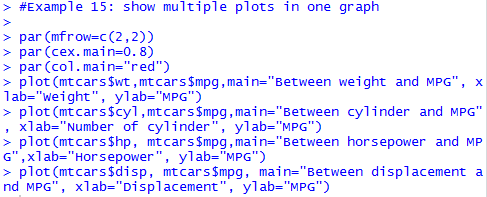 > #Example 15: show multiple plots in one graph
>
> par(mfrow=c(2,2))
> par(cex.main=0.8)
> par(col.main="red")
> plot(mtcars$wt,mtcars$mpg,main="Between weight and MPG", x
lab="Weight", ylab="MPG")
> plot(mtcars$cyl,mtcars$mpg,main="Between cylinder and MPG"
, xlab="Number of cylinder", ylab="MPG")
> plot(mtcars$hp, mtcars$mpg,main="Between horsepower and MP
G",xlab="Horsepower", ylab="MPG")
> plot(mtcars$disp, mtcars$mpg, main="Between displacement a
nd MPG", xlab="Displacement", ylab="MPG")